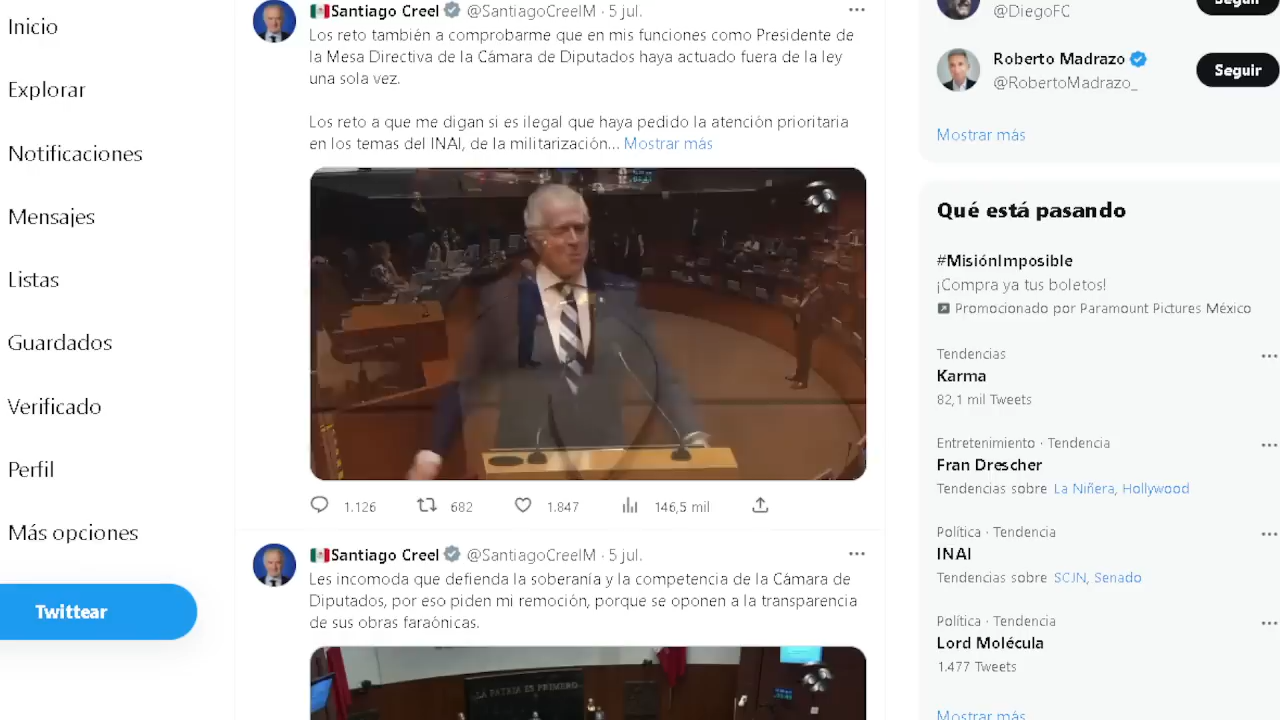 Inicio
Explorar
Notificaciones
Mensajes
Listas
Guardados
Verificado
Perfil
Más opciones
Twittear
Santiago Creel @SantiagoCreelM · 5 jul.
Los reto también a comprobarme que en mis funciones como Presidente de
la Mesa Directiva de la Cámara de Diputados haya actuado fuera de la ley
una sola vez.
Los reto a que me digan si es ilegal que haya pedido la atención prioritaria
en los temas del INAI, de la militarización... Mostrar más
1.126 682 1.847 146,5 mil
Santiago Creel @SantiagoCreelM · 5 jul.
Les incomoda que defienda la soberanía y la competencia de la Cámara de
Diputados, por eso piden mi remoción, porque se oponen a la transparencia
de sus obras faraónicas.
LA PATRIA ES PRIMERO
@DiegoFC
Seguir
Roberto Madrazo
@RobertoMadrazo_
Seguir
Mostrar más
Qué está pasando
#MisiónImposible
¡Compra ya tus boletos!
Promocionado por Paramount Pictures México
Tendencias
Karma
82,1 mil Tweets
Entretenimiento · Tendencia
Fran Drescher
Tendencias sobre La Niñera, Hollywood
Política · Tendencia
INAI
Tendencias sobre SCJN, Senado
Política · Tendencia
Lord Molécula
1.477 Tweets
Mostrar más